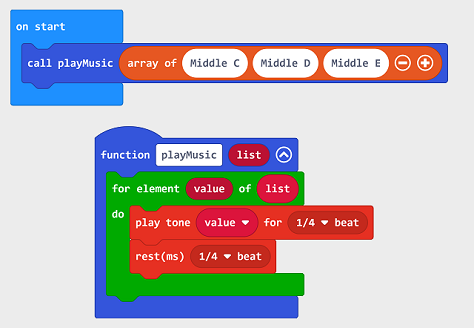 on start
call playMusic array of Middle C Middle D Middle E
function playMusic list
for element value of list
do
play tone value for 1/4 beat
rest(ms) 1/4 beat